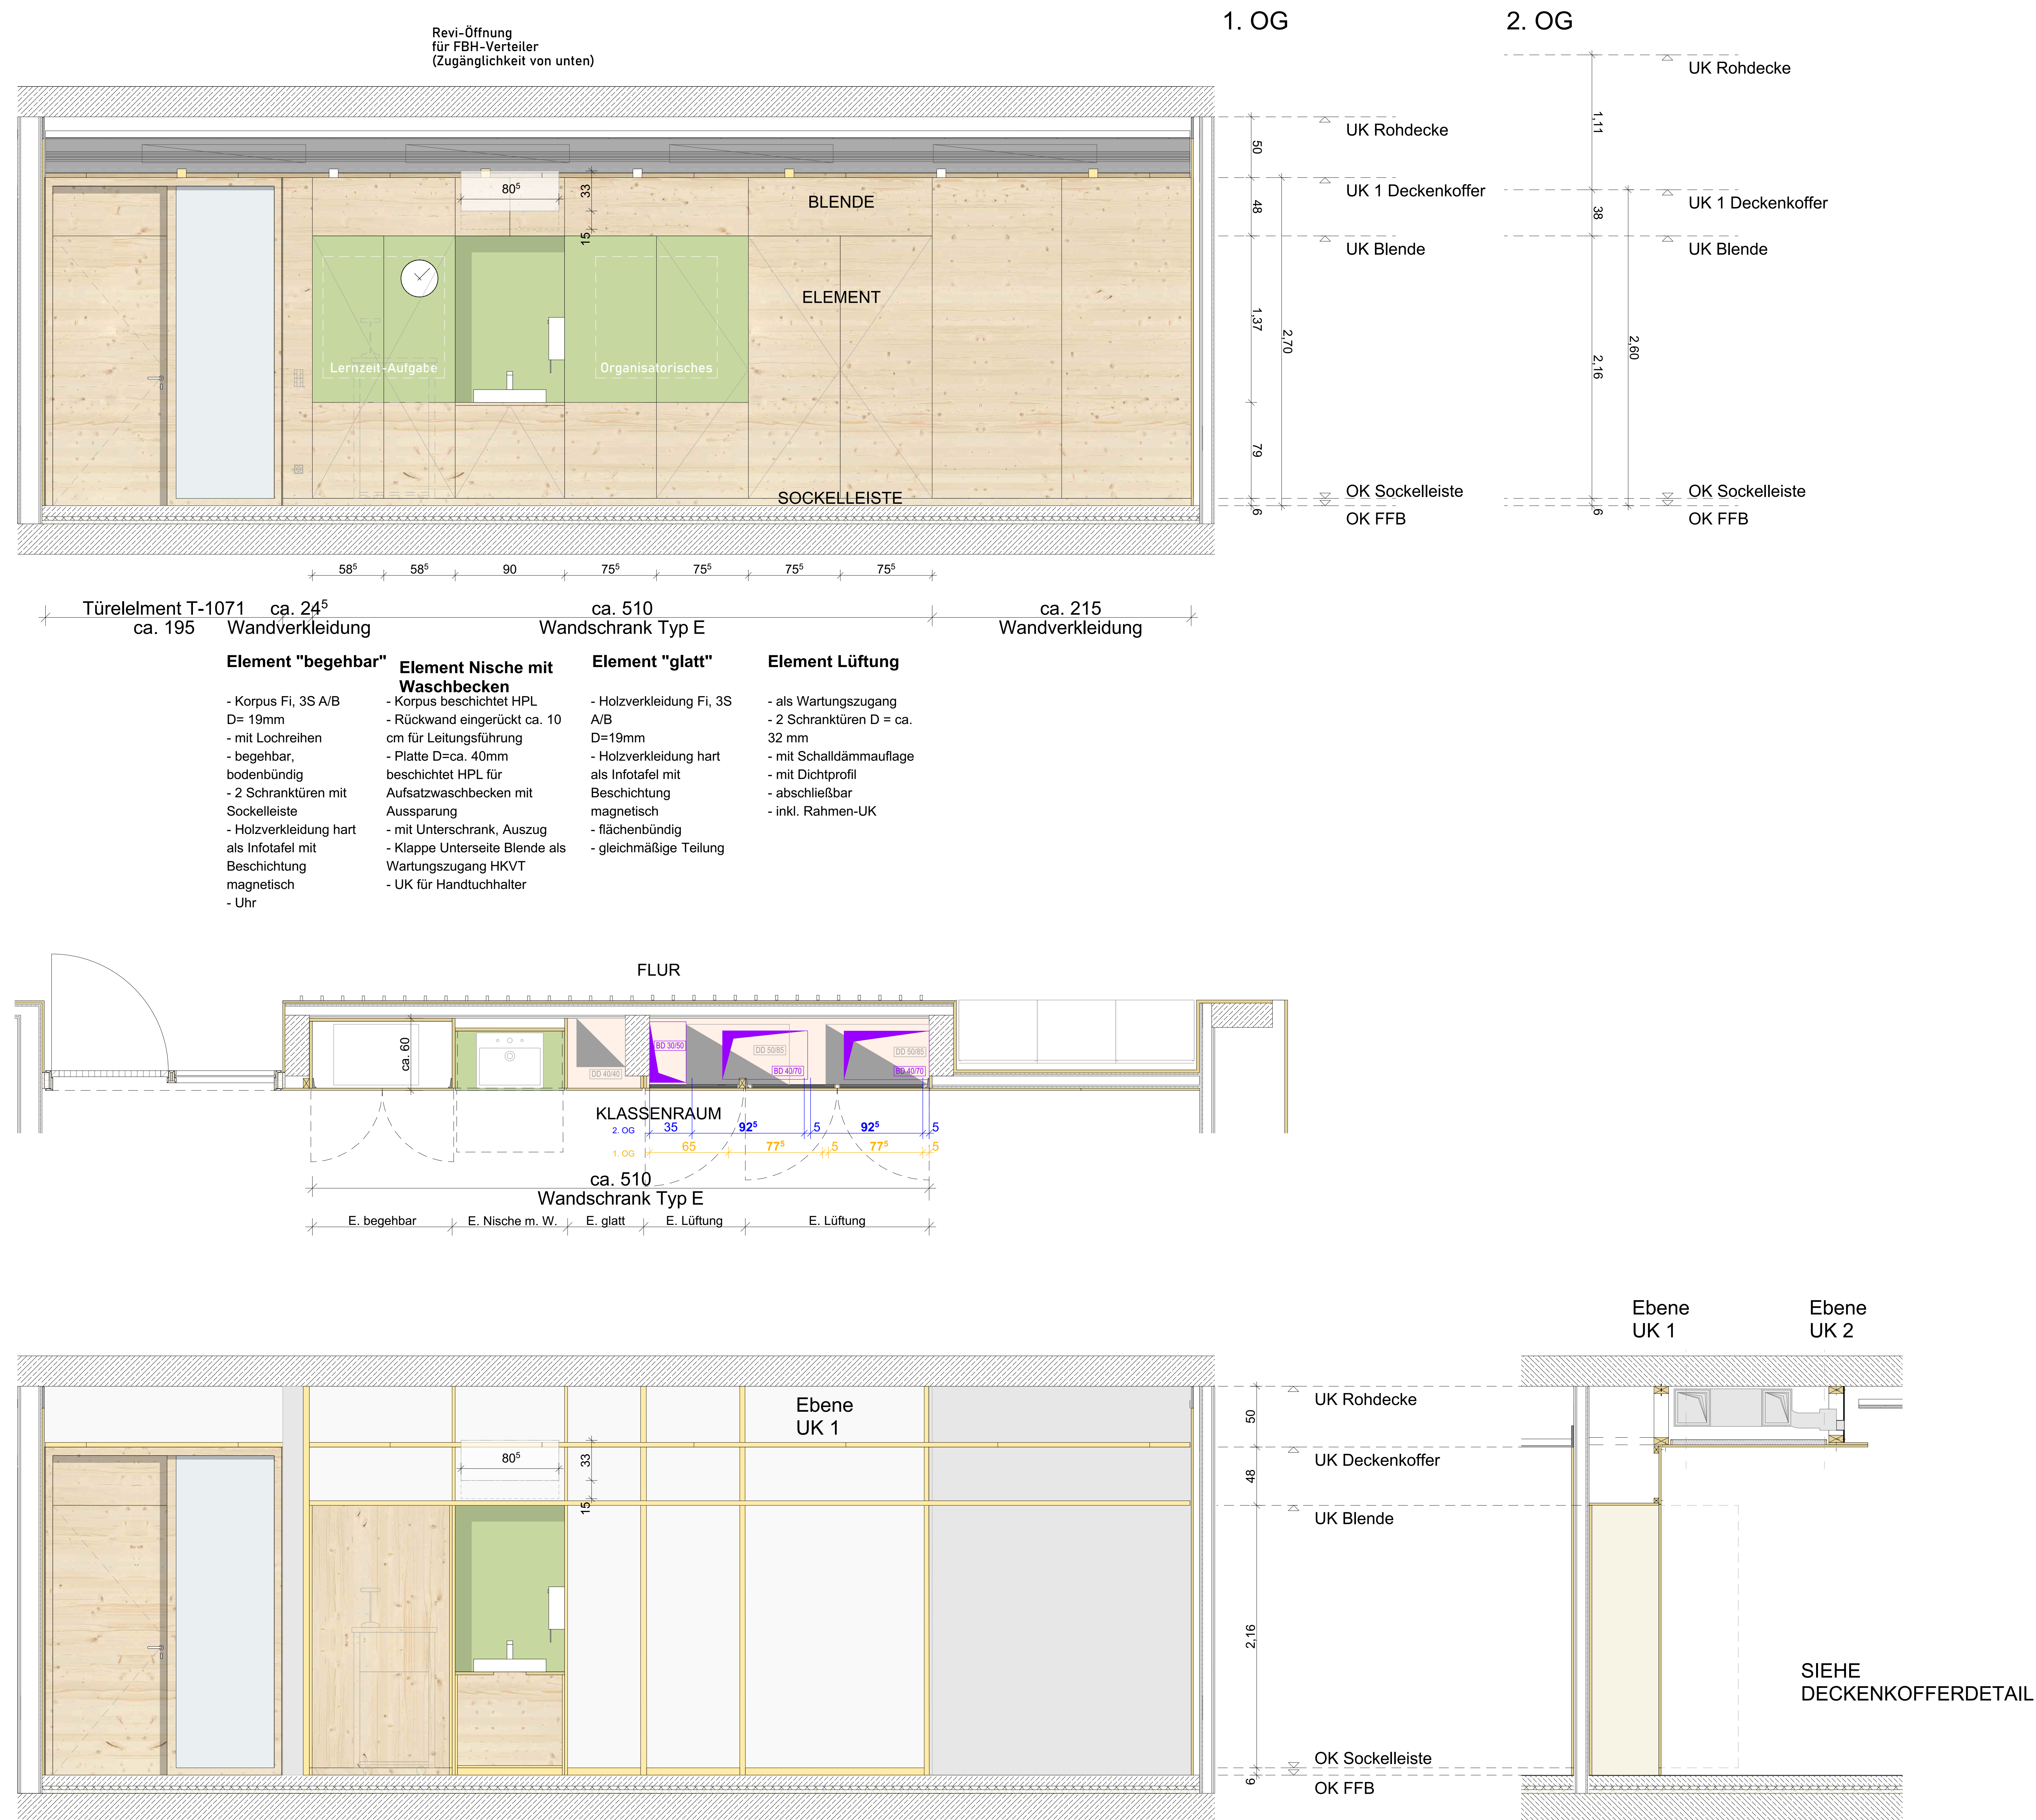 1. OG
2. OG
Revi-Öffnung
für FBH-Verteiler
(Zugänglichkeit von unten)
UK Rohdecke
1,11
UK Rohdecke
50
UK 1 Deckenkoffer
UK 1 Deckenkoffer
80⁵
33
15
BLENDE
48
38
UK Blende
UK Blende
ELEMENT
1,37
2,70
2,16
2,60
Lernzeit-Aufgabe
Organisatorisches
79
SOCKELLEISTE
OK Sockelleiste
OK Sockelleiste
6
6
OK FFB
OK FFB
58⁵ 58⁵ 90 75⁵ 75⁵ 75⁵ 75⁵
Türelelment T-1071 ca. 24⁵ ca. 510 ca. 215
ca. 195 Wandverkleidung Wandschrank Typ E Wandverkleidung
Element "begehbar"
- Korpus Fi, 3S A/B
D= 19mm
- mit Lochreihen
- begehbar,
bodenbündig
- 2 Schranktüren mit
Sockelleiste
- Holzverkleidung hart
als Infotafel mit
Beschichtung
magnetisch
- Uhr
Element Nische mit
Waschbecken
- Korpus beschichtet HPL
- Rückwand eingerückt ca. 10
cm für Leitungsführung
- Platte D=ca. 40mm
beschichtet HPL für
Aufsatzwaschbecken mit
Aussparung
- mit Unterschrank, Auszug
- Klappe Unterseite Blende als
Wartungszugang HKVT
- UK für Handtuchhalter
Element "glatt"
- Holzverkleidung Fi, 3S
A/B
D=19mm
- Holzverkleidung hart
als Infotafel mit
Beschichtung
magnetisch
- flächenbündig
- gleichmäßige Teilung
Element Lüftung
- als Wartungszugang
- 2 Schranktüren D = ca.
32 mm
- mit Schalldämmauflage
- mit Dichtprofil
- abschließbar
- inkl. Rahmen-UK
FLUR
ca. 60
BD 30/50
DD 50/85
DD 50/85
DD 40/40
BD 40/70
BD 40/70
KLASSENRAUM
2. OG 35 92⁵ 5 92⁵ 5
1. OG 65 77⁵ 5 77⁵ 5
ca. 510
Wandschrank Typ E
E. begehbar E. Nische m. W. E. glatt E. Lüftung E. Lüftung
Ebene
UK 1
Ebene
UK 2
Ebene
UK 1
50
UK Rohdecke
80⁵
33
15
UK Deckenkoffer
48
UK Blende
2,16
SIEHE
DECKENKOFFERDETAIL
OK Sockelleiste
6
OK FFB